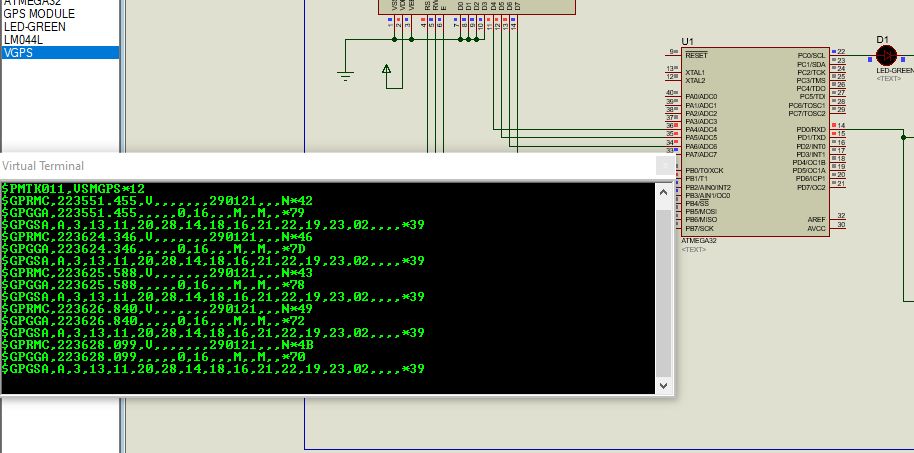 ATMEGA32
GPS MODULE
LED-GREEN
LM044L
VGPS
1
2
3
4
5
6
7
8
9
10
11
12
13
14
RS
E
D0
D1
D2
D3
D4
D5
D6
D7
U1
9
RESET
13
XTAL1
12
XTAL2
40
PA0/ADC0
39
PA1/ADC1
38
PA2/ADC2
37
PA3/ADC3
36
PA4/ADC4
35
PA5/ADC5
34
PA6/ADC6
33
PA7/ADC7
PB0/T0/XCK
PB1/T1
PB2/AIN0/INT2
PB3/AIN1/OC0
PB4/SS
PB5/MOSI
PB6/MISO
PB7/SCK
PC0/SCL
22
PC1/SDA
23
PC2/TCK
24
PC3/TMS
25
PC4/TDO
26
PC5/TDI
27
PC6/TOSC1
28
PC7/TOSC2
29
PD0/RXD
14
PD1/TXD
15
PD2/INT0
16
PD3/INT1
17
PD4/OC1B
18
PD5/OC1A
19
PD6/ICP1
20
PD7/OC2
21
AREF
32
AVCC
30
ATMEGA32
<TEXT>
D1
LED-GREEN
<TEXT>
Virtual Terminal
$PMTK011,VSMGPS*12
$GPRMC,223551.455,V,,,,,,,290121,,,N*42
$GPGGA,223551.455,,,,,0,16,,,M,,M,,*79
$GPGSA,A,3,13,11,20,28,14,18,16,21,22,19,23,02,,,,*39
$GPRMC,223624.346,V,,,,,,,290121,,,N*46
$GPGGA,223624.346,,,,,0,16,,,M,,M,,*7D
$GPGSA,A,3,13,11,20,28,14,18,16,21,22,19,23,02,,,,*39
$GPRMC,223625.588,V,,,,,,,290121,,,N*43
$GPGGA,223625.588,,,,,0,16,,,M,,M,,*78
$GPGSA,A,3,13,11,20,28,14,18,16,21,22,19,23,02,,,,*39
$GPRMC,223626.840,V,,,,,,,290121,,,N*49
$GPGGA,223626.840,,,,,0,16,,,M,,M,,*72
$GPGSA,A,3,13,11,20,28,14,18,16,21,22,19,23,02,,,,*39
$GPRMC,223628.099,V,,,,,,,290121,,,N*4B
$GPGGA,223628.099,,,,,0,16,,,M,,M,,*70
$GPGSA,A,3,13,11,20,28,14,18,16,21,22,19,23,02,,,,*39